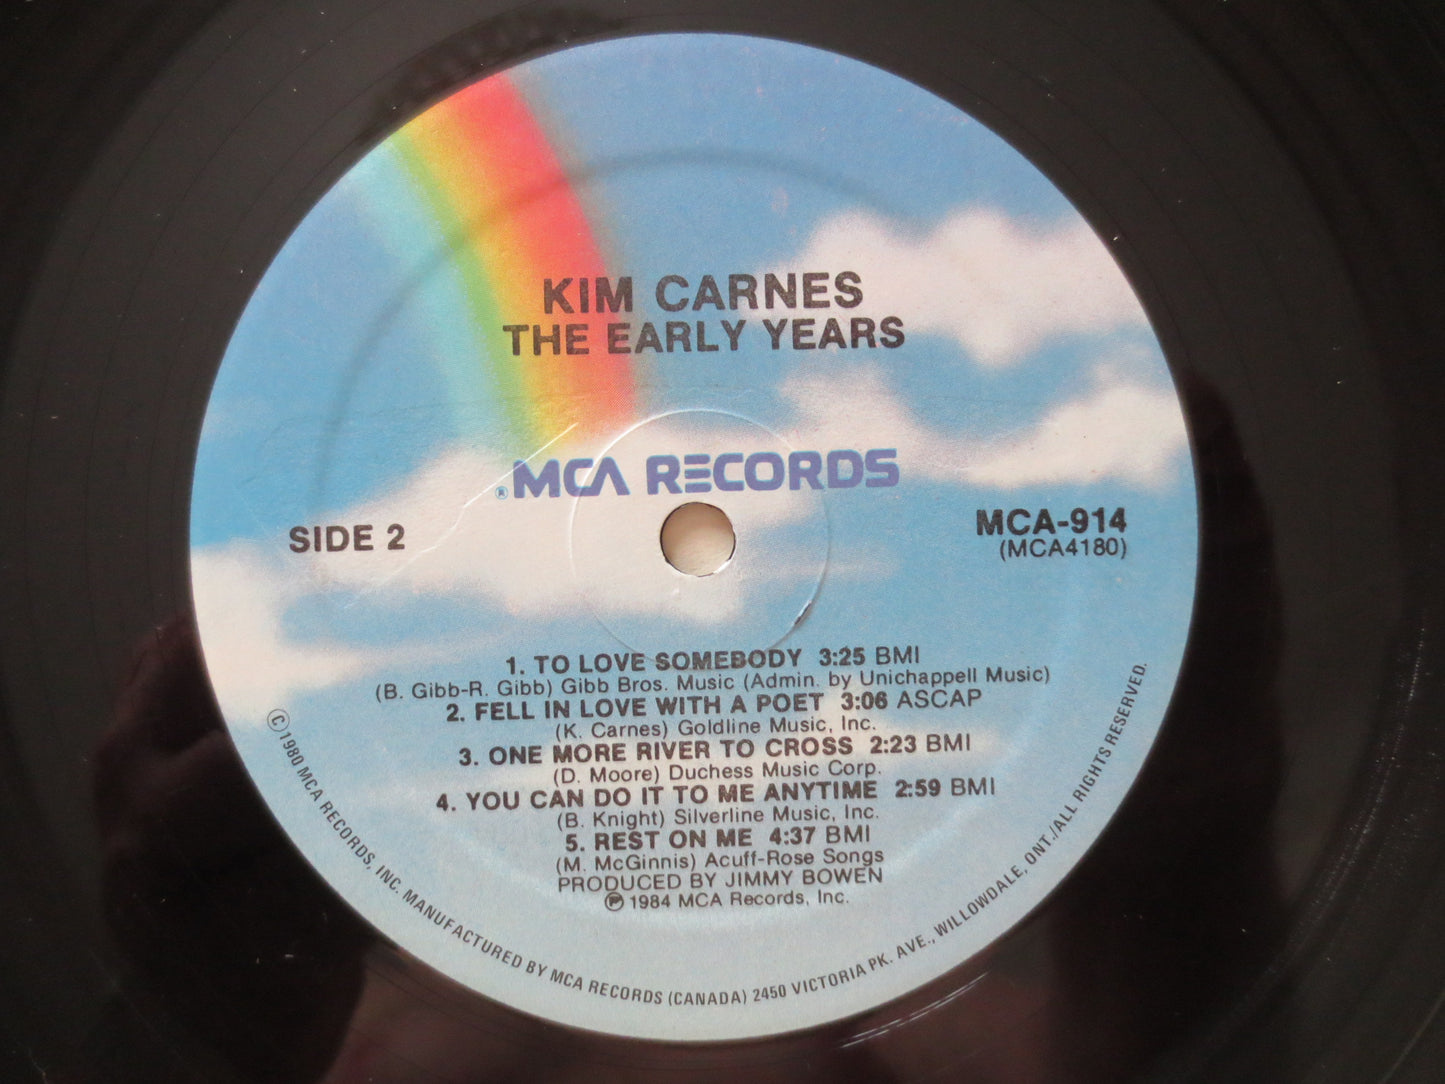 KIM CARNES
THE EARLY YEARS
®MCA RECORDS
SIDE 2
MCA-914
(MCA4180)
1. TO LOVE SOMEBODY 3:25 BMI
(B. Gibb-R. Gibb) Gibb Bros. Music (Admin. by Unichappell Music)
2. FELL IN LOVE WITH A POET 3:06 ASCAP
(K. Carnes) Goldline Music, Inc.
3. ONE MORE RIVER TO CROSS 2:23 BMI
(D. Moore) Duchess Music Corp.
4. YOU CAN DO IT TO ME ANYTIME 2:59 BMI
(B. Knight) Silverline Music, Inc.
5. REST ON ME 4:37 BMI
(M. McGinnis) Acuff-Rose Songs
PRODUCED BY JIMMY BOWEN
℗ 1984 MCA Records, Inc.
© 1980 MCA RECORDS, INC. MANUFACTURED BY MCA RECORDS (CANADA) 2450 VICTORIA PK. AVE., WILLOWDALE, ONT./ALL RIGHTS RESERVED.